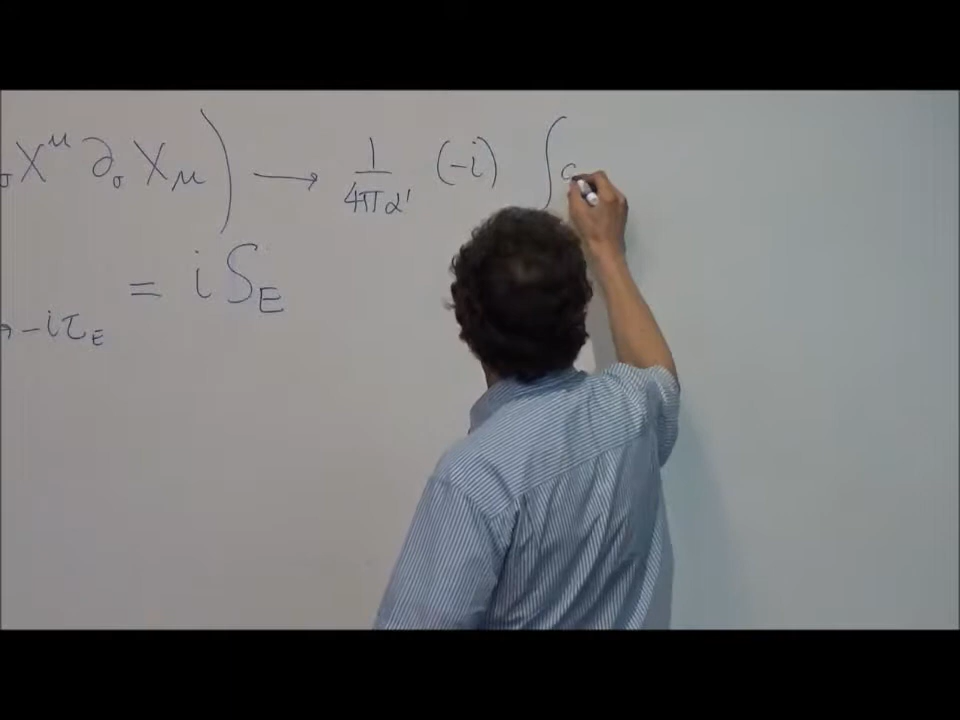 σ X^μ ∂_σ X_μ ) → 1/(4πα') (-i) ∫
= i S_E
→ -iτ_E